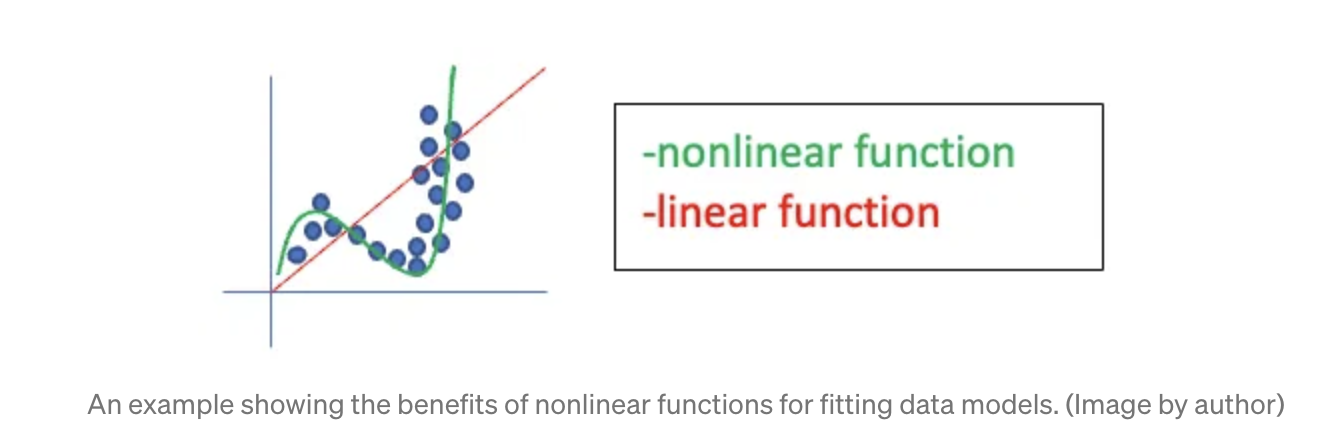 -nonlinear function
-linear function
An example showing the benefits of nonlinear functions for fitting data models. (Image by author)